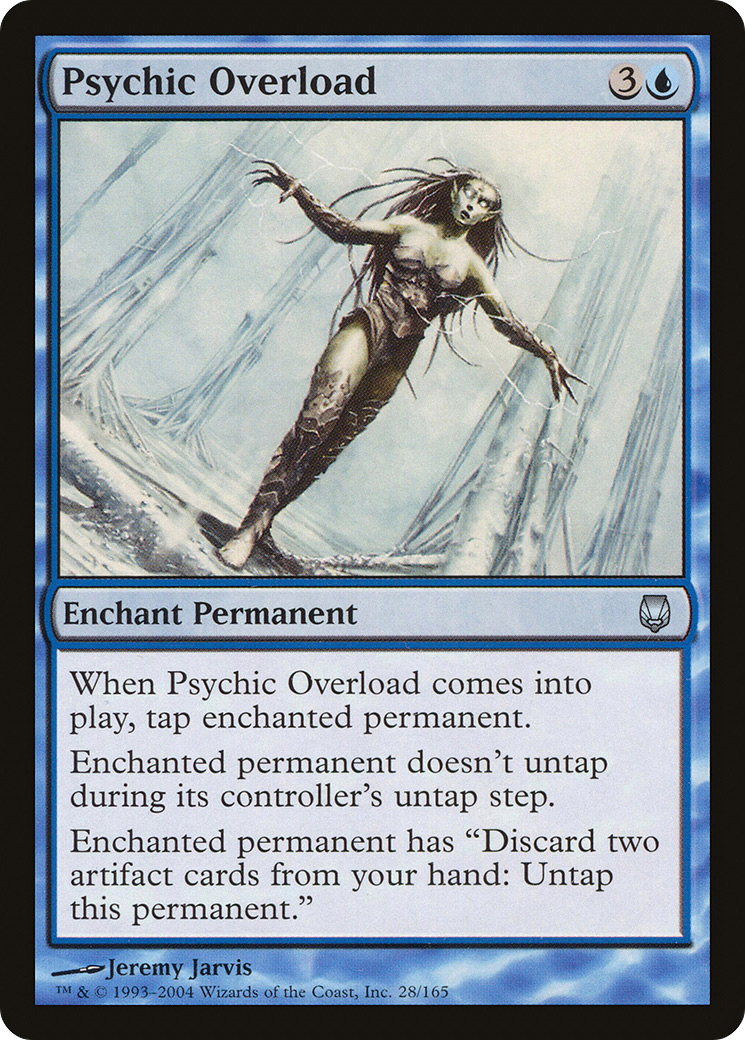 Psychic Overload
3
Enchant Permanent
When Psychic Overload comes into
play, tap enchanted permanent.
Enchanted permanent doesn't untap
during its controller's untap step.
Enchanted permanent has “Discard two
artifact cards from your hand: Untap
this permanent.”
Jeremy Jarvis
™ & © 1993–2004 Wizards of the Coast, Inc. 28/165